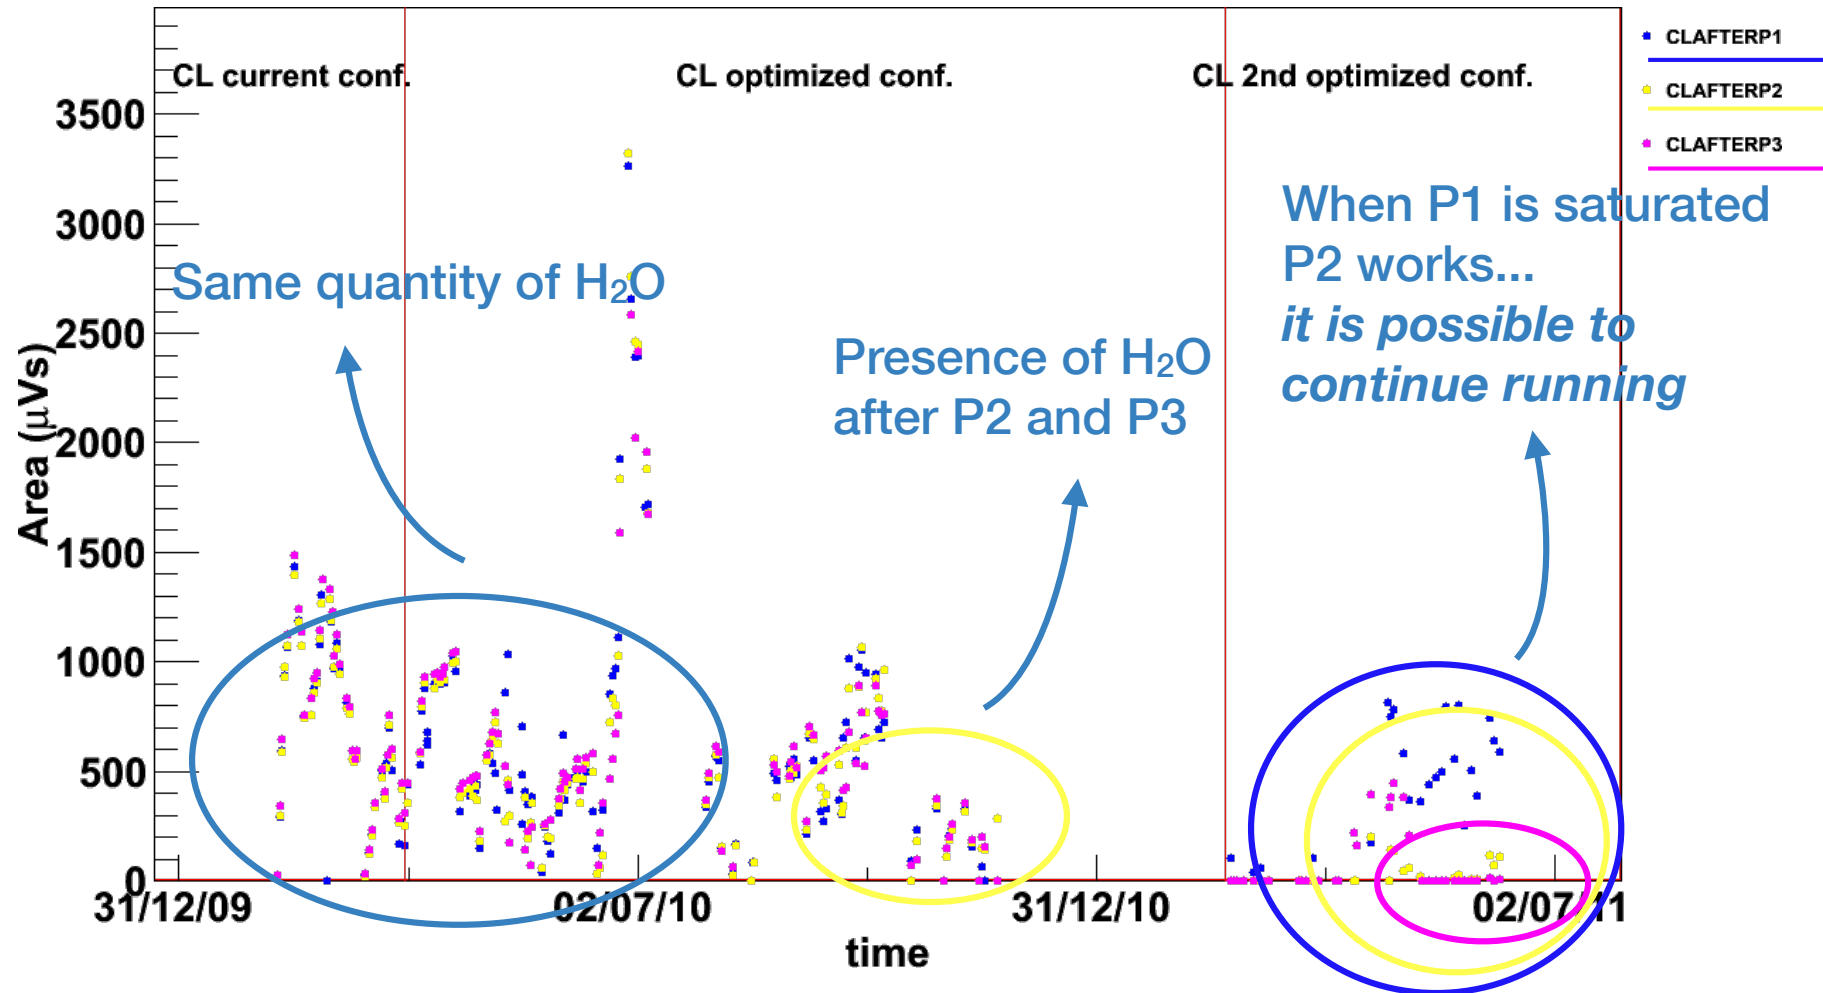 CL current conf.
CL optimized conf.
CL 2nd optimized conf.
CLAFTERP1
CLAFTERP2
CLAFTERP3
Same quantity of H₂O
Presence of H₂O
after P2 and P3
When P1 is saturated
P2 works...
it is possible to
continue running
Area (μVs)
3500
3000
2500
2000
1500
1000
500
0
31/12/09
02/07/10
31/12/10
02/07/11
time